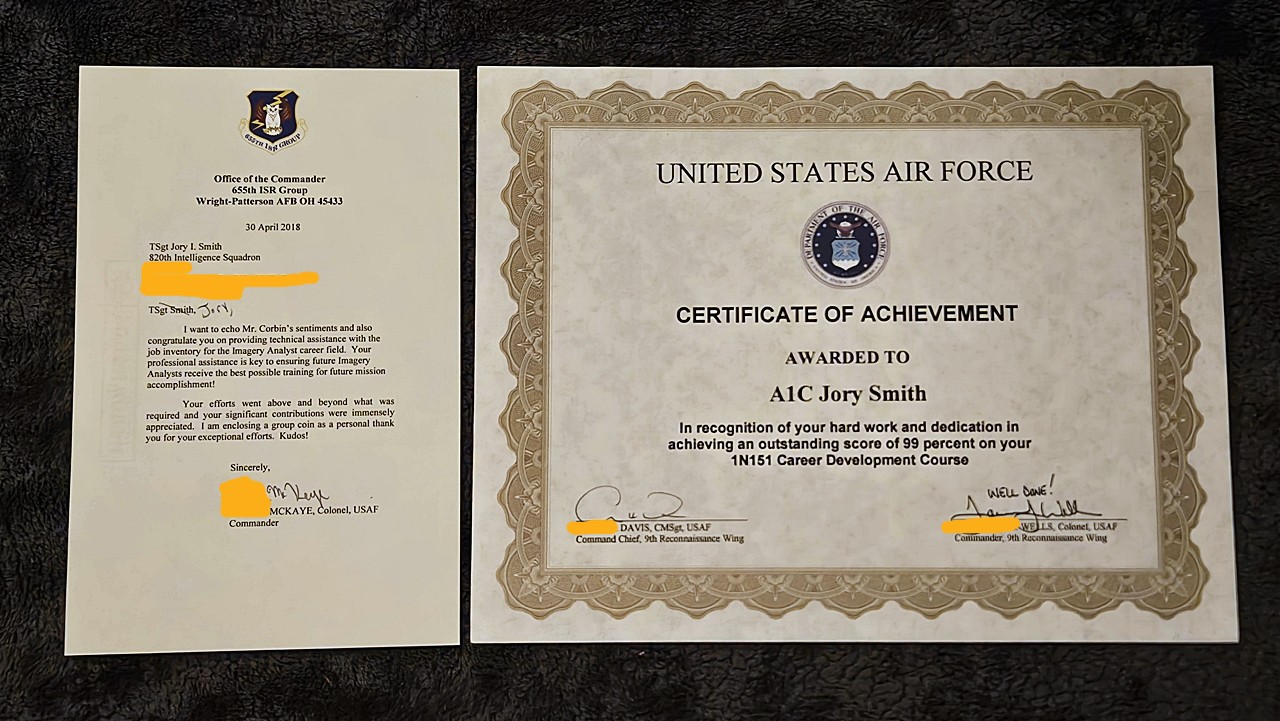 655TH ISR GROUP
Office of the Commander
655th ISR Group
Wright-Patterson AFB OH 45433
30 April 2018
TSgt Jory I. Smith
820th Intelligence Squadron
TSgt Smith, Jory,
I want to echo Mr. Corbin's sentiments and also
congratulate you on providing technical assistance with the
job inventory for the Imagery Analyst career field. Your
professional assistance is key to ensuring future Imagery
Analysts receive the best possible training for future mission
accomplishment!
Your efforts went above and beyond what was
required and your significant contributions were immensely
appreciated. I am enclosing a group coin as a personal thank
you for your exceptional efforts. Kudos!
Sincerely,
McKaye
MCKAYE, Colonel, USAF
Commander
UNITED STATES AIR FORCE
DEPARTMENT OF THE AIR FORCE
UNITED STATES OF AMERICA
CERTIFICATE OF ACHIEVEMENT
AWARDED TO
A1C Jory Smith
In recognition of your hard work and dedication in
achieving an outstanding score of 99 percent on your
1N151 Career Development Course
WELL DONE!
DAVIS, CMSgt, USAF
Command Chief, 9th Reconnaissance Wing
WELLS, Colonel, USAF
Commander, 9th Reconnaissance Wing